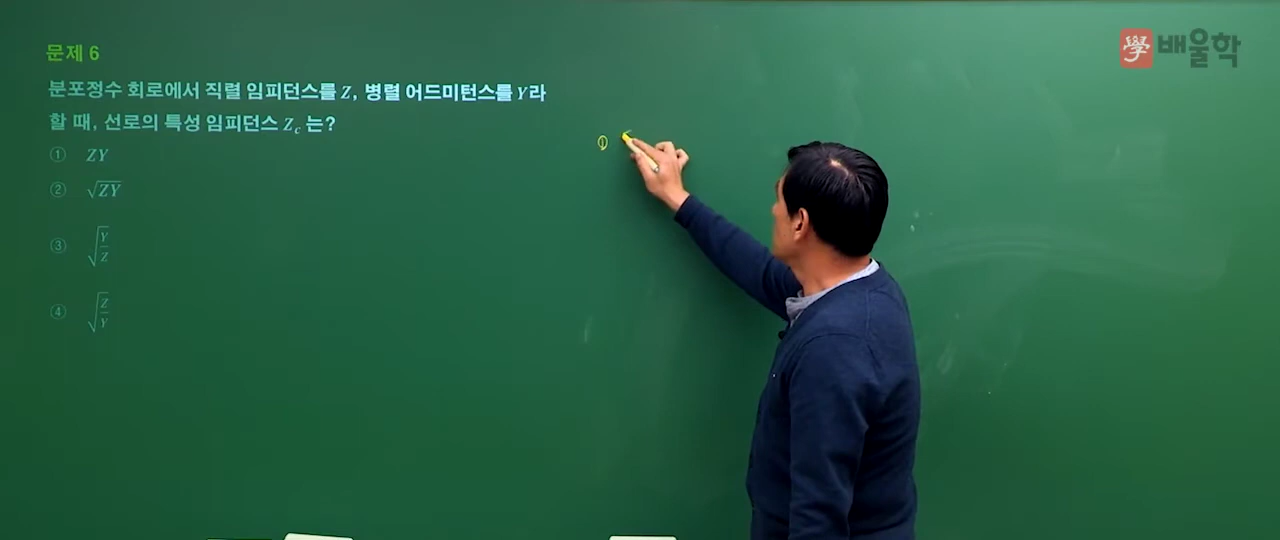 學 배울학
문제 6
분포정수 회로에서 직렬 임피던스를 Z, 병렬 어드미턴스를 Y라
할 때, 선로의 특성 임피던스 Z_c 는?
① ZY
② √ZY
③ √Y/Z
④ √Z/Y
①